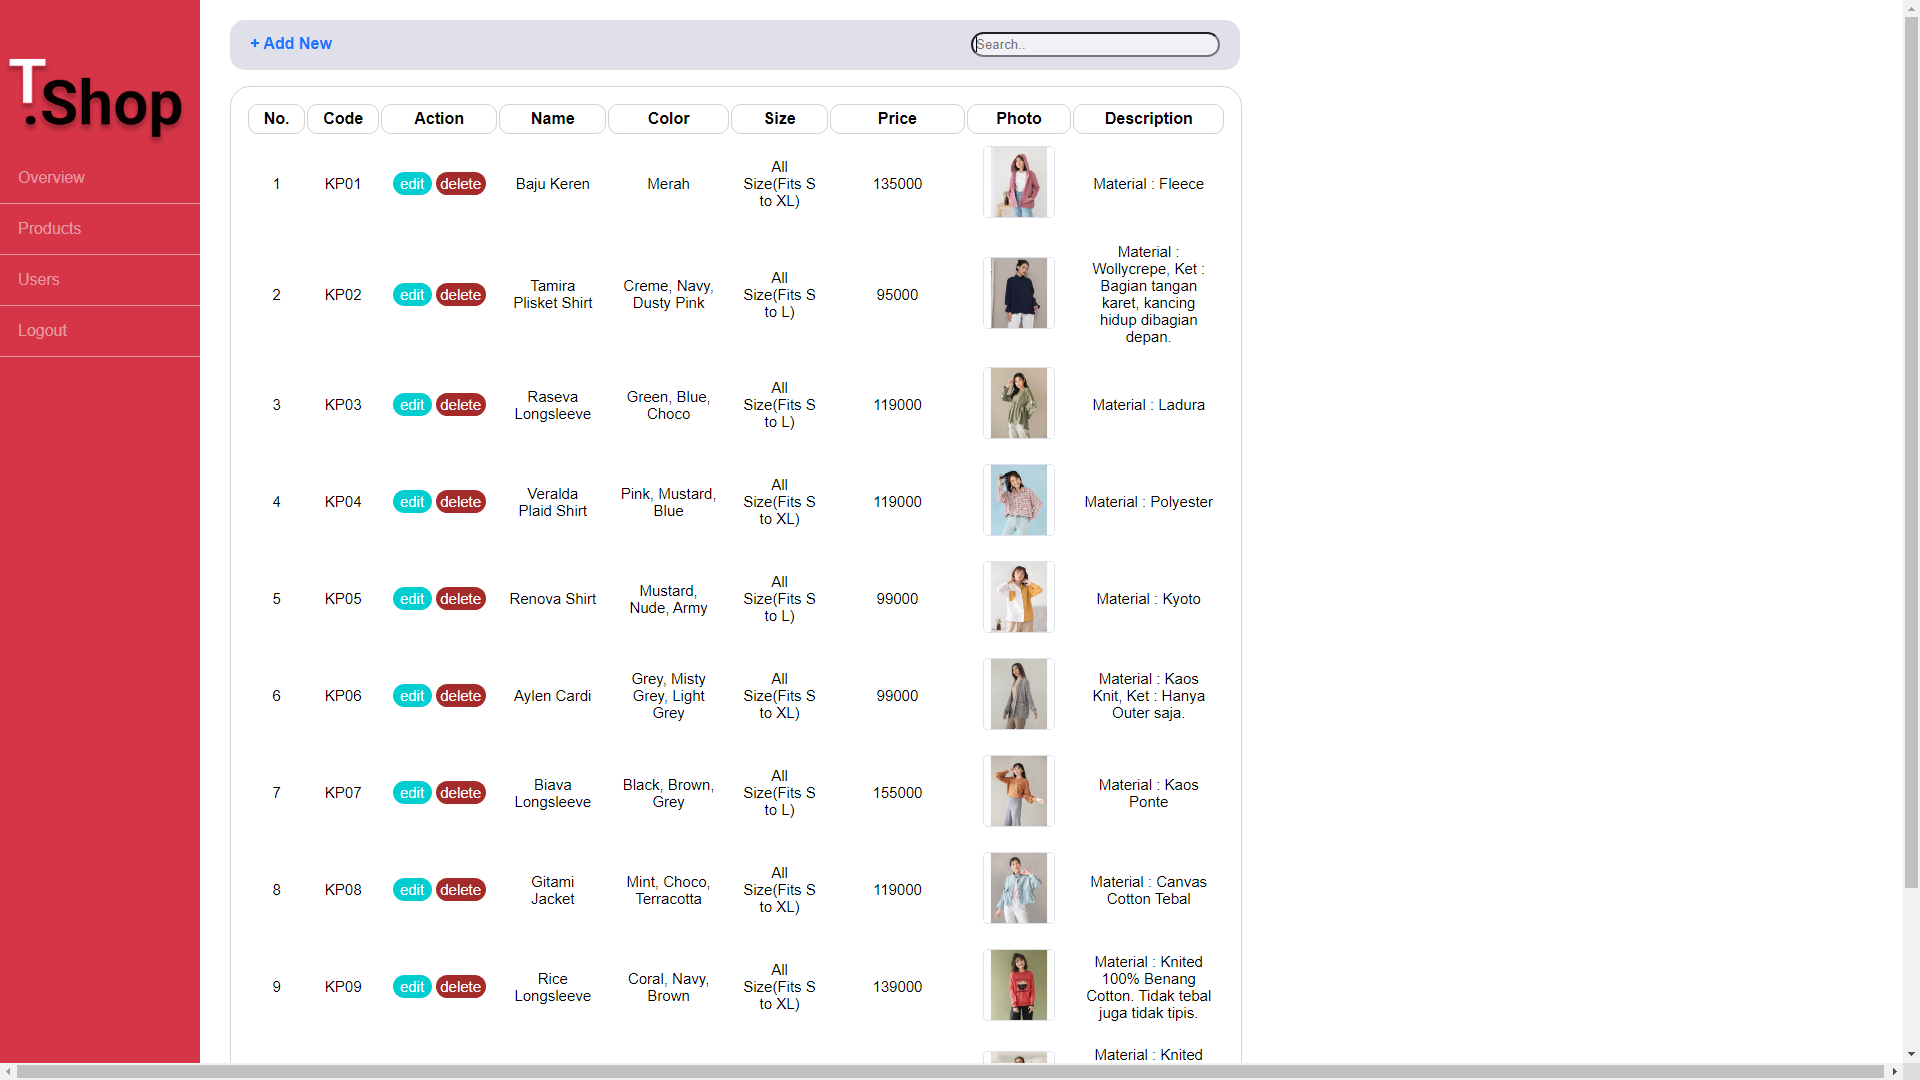 T.Shop
Overview
Products
Users
Logout
+ Add New
Search..
No. Code Action Name Color Size Price Photo Description
1 KP01 edit delete Baju Keren Merah All Size(Fits S to XL) 135000 Material : Fleece
2 KP02 edit delete Tamira Plisket Shirt Creme, Navy, Dusty Pink All Size(Fits S to L) 95000 Material : Wollycrepe, Ket : Bagian tangan karet, kancing hidup dibagian depan.
3 KP03 edit delete Raseva Longsleeve Green, Blue, Choco All Size(Fits S to L) 119000 Material : Ladura
4 KP04 edit delete Veralda Plaid Shirt Pink, Mustard, Blue All Size(Fits S to XL) 119000 Material : Polyester
5 KP05 edit delete Renova Shirt Mustard, Nude, Army All Size(Fits S to L) 99000 Material : Kyoto
6 KP06 edit delete Aylen Cardi Grey, Misty Grey, Light Grey All Size(Fits S to XL) 99000 Material : Kaos Knit, Ket : Hanya Outer saja.
7 KP07 edit delete Biava Longsleeve Black, Brown, Grey All Size(Fits S to L) 155000 Material : Kaos Ponte
8 KP08 edit delete Gitami Jacket Mint, Choco, Terracotta All Size(Fits S to XL) 119000 Material : Canvas Cotton Tebal
9 KP09 edit delete Rice Longsleeve Coral, Navy, Brown All Size(Fits S to XL) 139000 Material : Knited 100% Benang Cotton. Tidak tebal juga tidak tipis.
Material : Knited